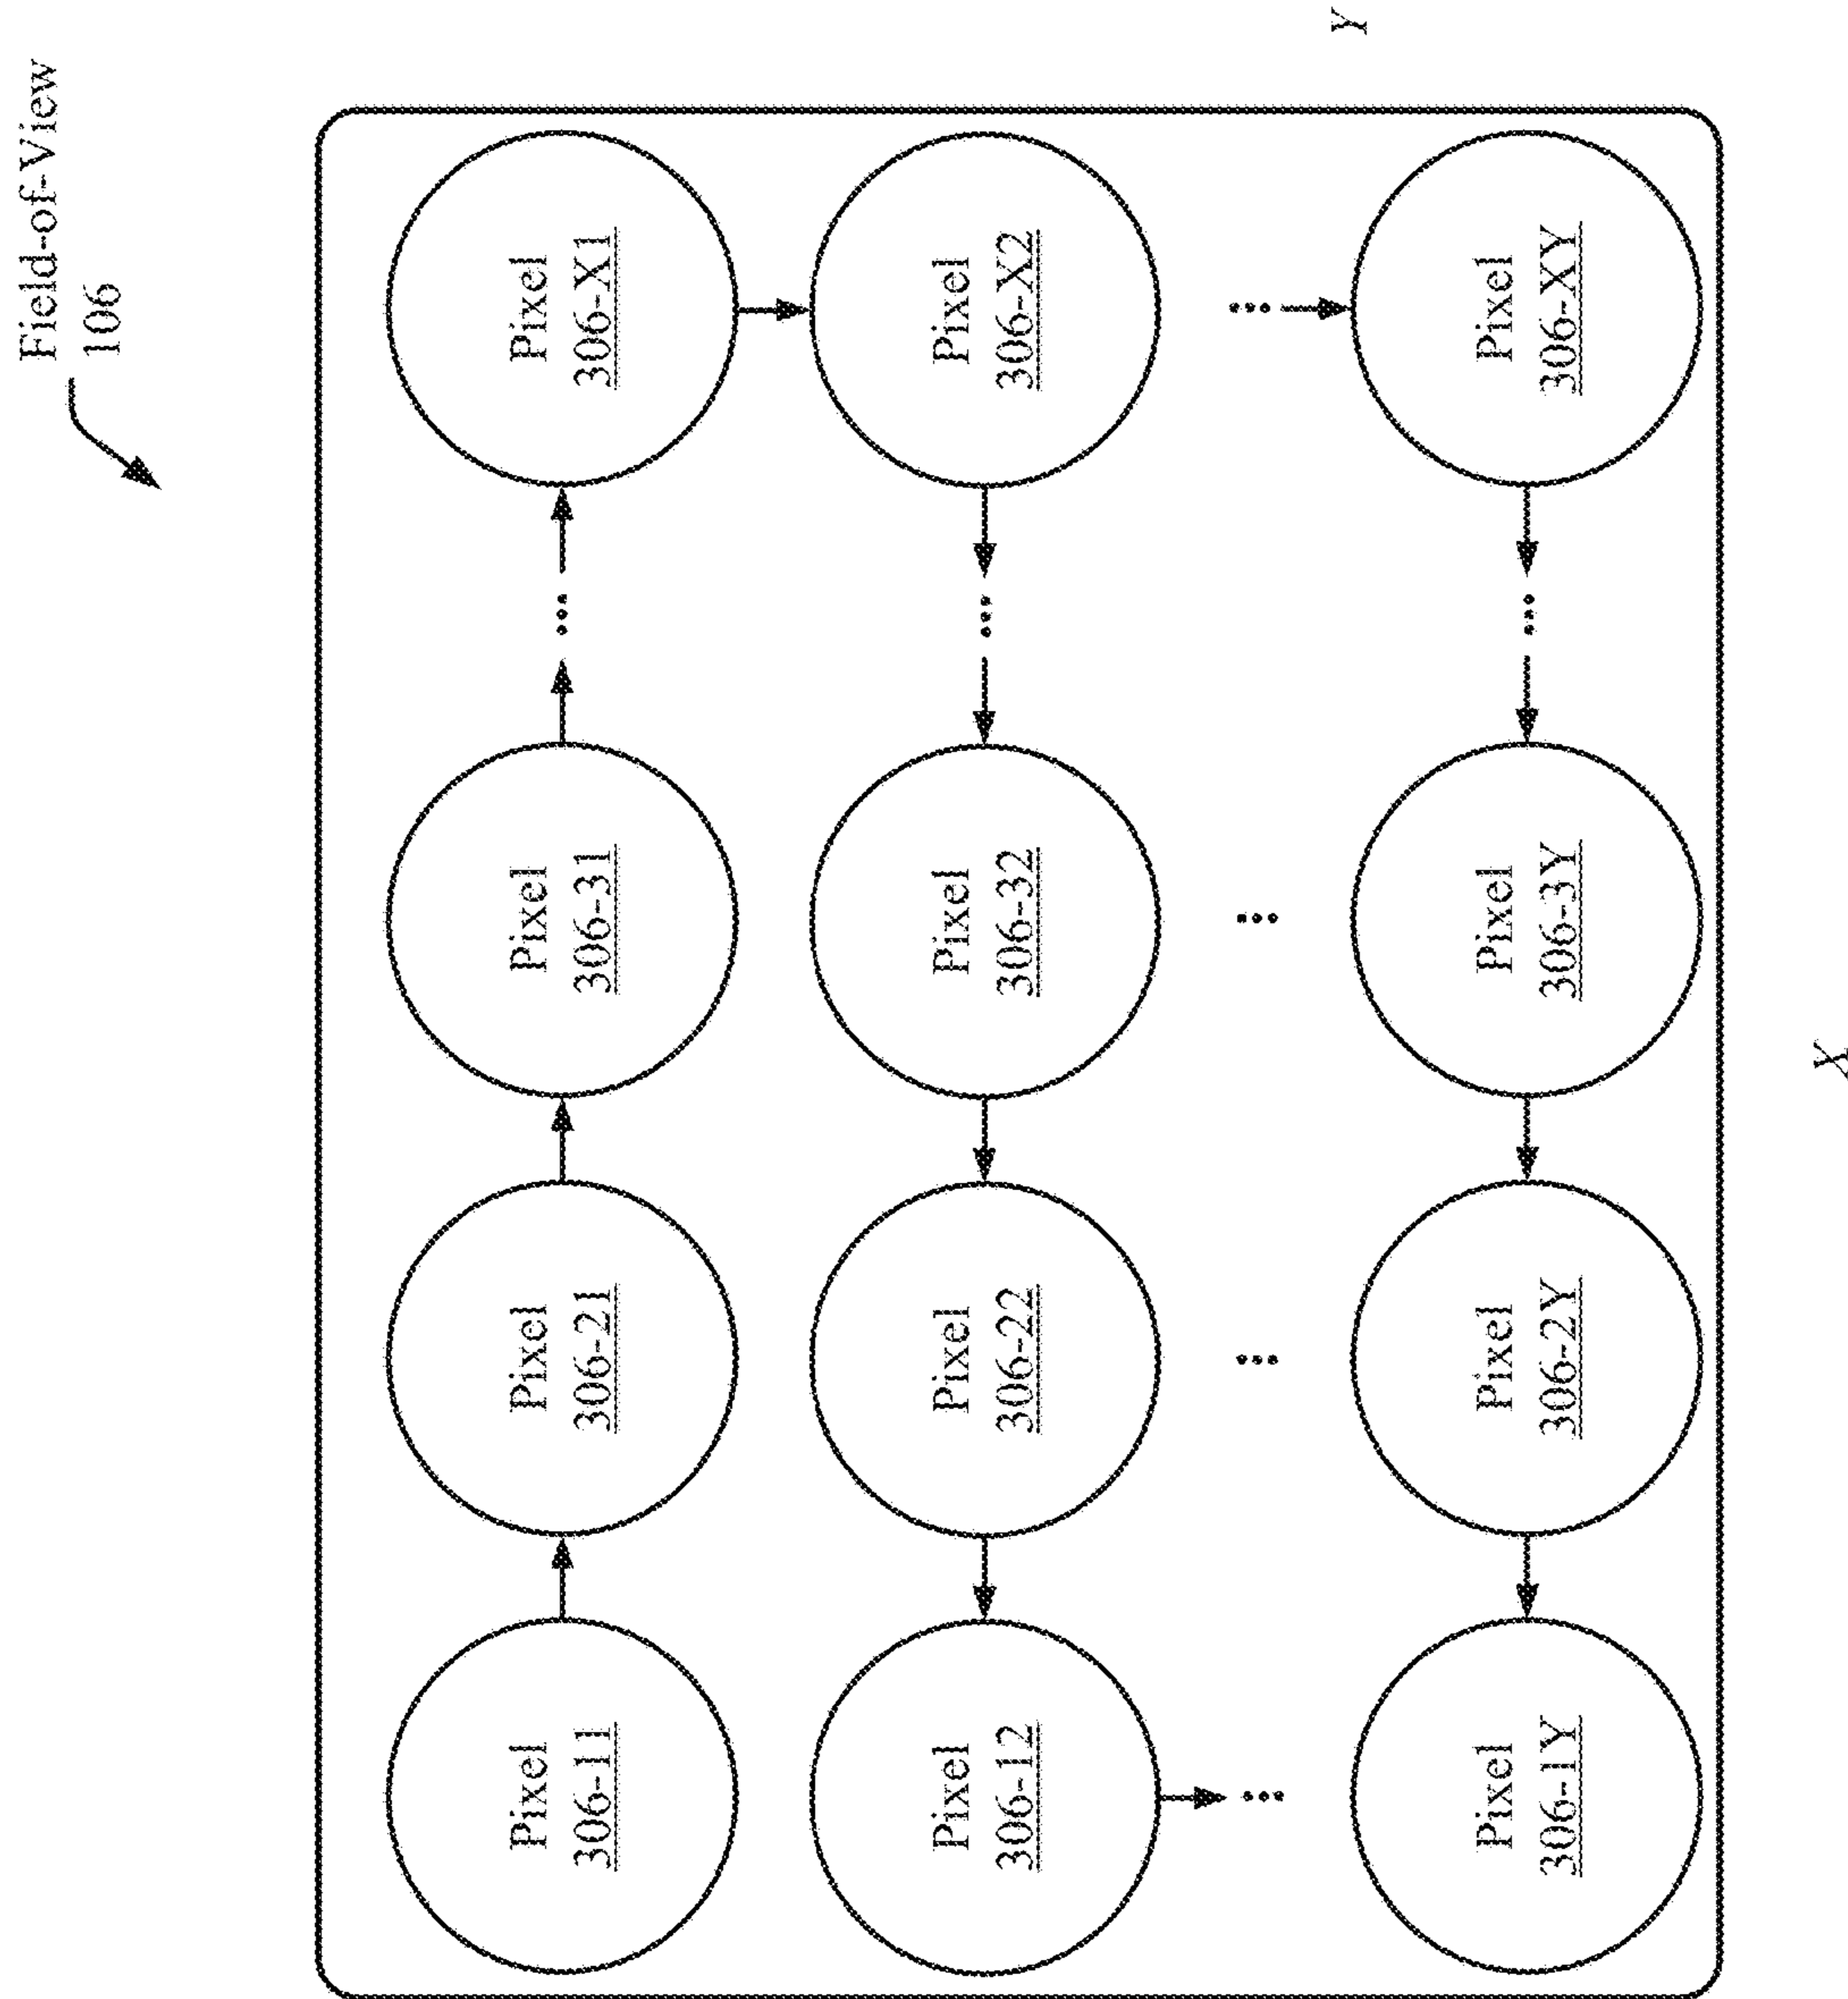 Field-of-View
106
Pixel
306-11
Pixel
306-21
Pixel
306-31
...
Pixel
306-X1
Pixel
306-12
Pixel
306-22
Pixel
306-32
...
Pixel
306-X2
...
...
...
...
Pixel
306-1Y
Pixel
306-2Y
Pixel
306-3Y
...
Pixel
306-XY
Y
X